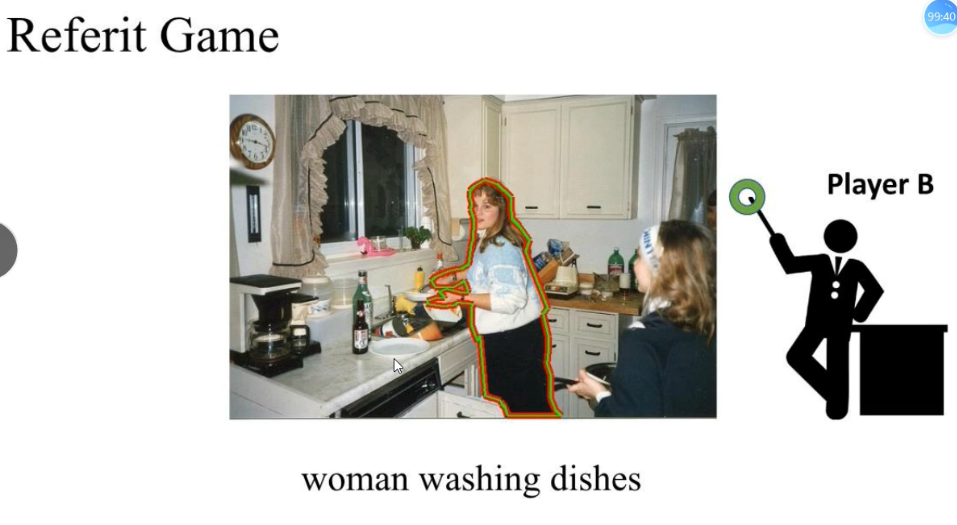 Referit Game
99:40
Player B
woman washing dishes